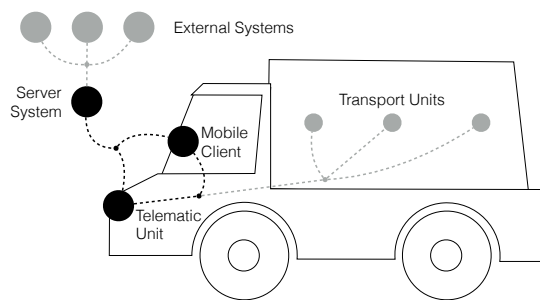 External Systems
Server
System
Transport Units
Mobile
Client
Telematic
Unit